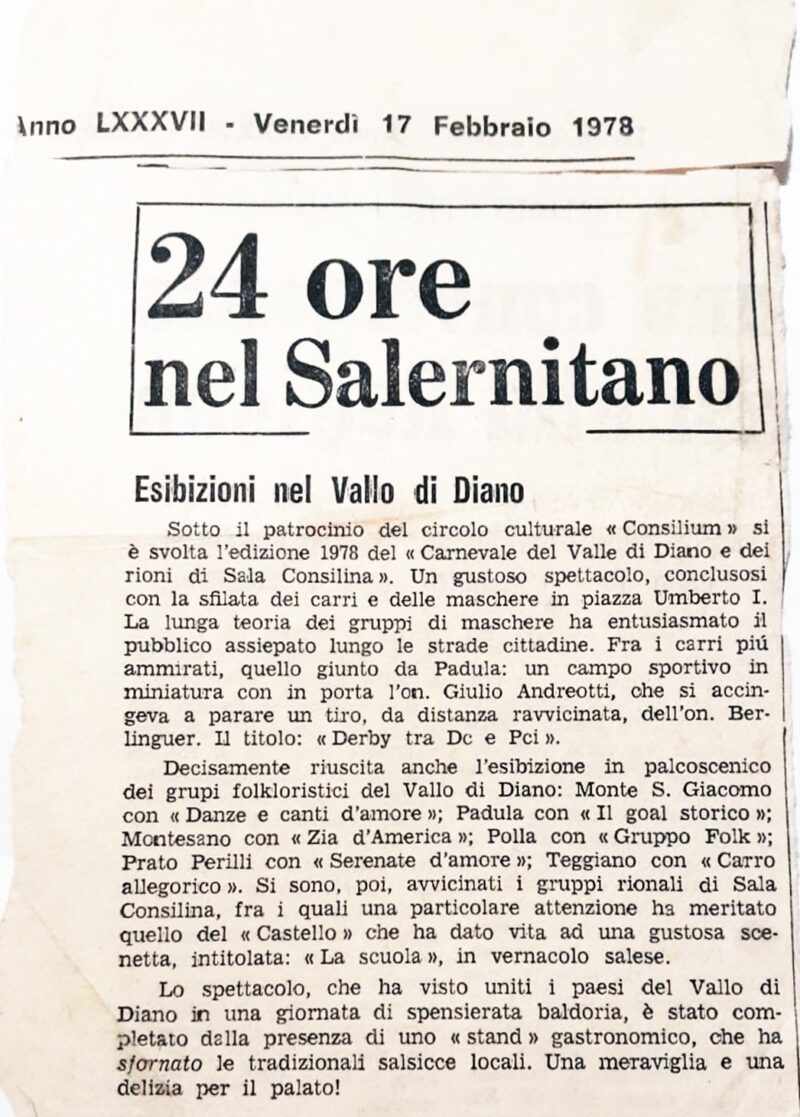 Anno LXXXVII - Venerdì 17 Febbraio 1978
24 ore
nel Salernitano
Esibizioni nel Vallo di Diano
Sotto il patrocinio del circolo culturale « Consilium » si
è svolta l'edizione 1978 del « Carnevale del Valle di Diano e dei
rioni di Sala Consilina ». Un gustoso spettacolo, conclusosi
con la sfilata dei carri e delle maschere in piazza Umberto I.
La lunga teoria dei gruppi di maschere ha entusiasmato il
pubblico assiepato lungo le strade cittadine. Fra i carri piú
ammirati, quello giunto da Padula: un campo sportivo in
miniatura con in porta l'on. Giulio Andreotti, che si accin-
geva a parare un tiro, da distanza ravvicinata, dell'on. Ber-
linguer. Il titolo: « Derby tra Dc e Pci ».
Decisamente riuscita anche l'esibizione in palcoscenico
dei grupi folkloristici del Vallo di Diano: Monte S. Giacomo
con « Danze e canti d'amore »; Padula con « Il goal storico »;
Montesano con « Zia d'America »; Polla con « Gruppo Folk »;
Prato Perilli con « Serenate d'amore »; Teggiano con « Carro
allegorico ». Si sono, poi, avvicinati i gruppi rionali di Sala
Consilina, fra i quali una particolare attenzione ha meritato
quello del « Castello » che ha dato vita ad una gustosa sce-
netta, intitolata: « La scuola », in vernacolo salese.
Lo spettacolo, che ha visto uniti i paesi del Vallo di
Diano in una giornata di spensierata baldoria, è stato com-
pletato dalla presenza di uno « stand » gastronomico, che ha
sfornato le tradizionali salsicce locali. Una meraviglia e una
delizia per il palato!